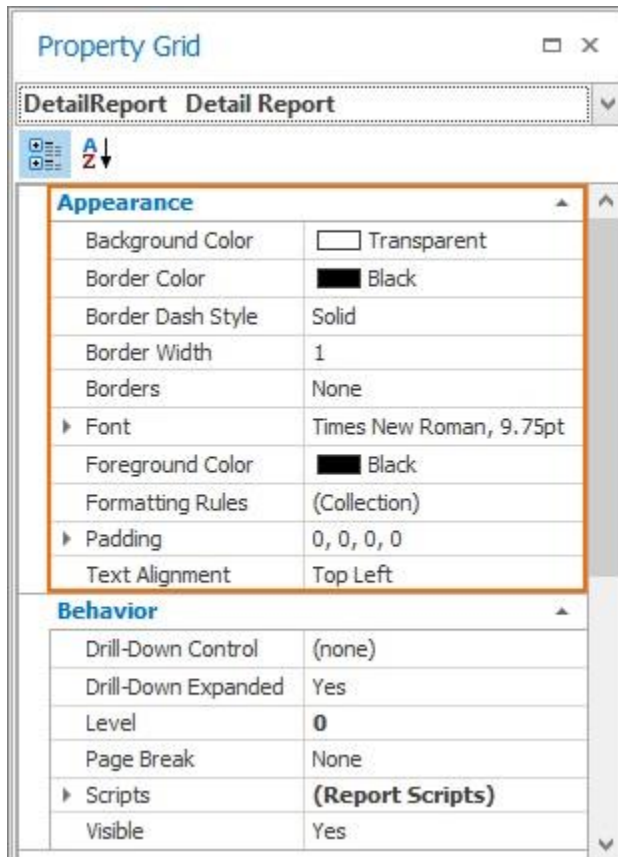 Property Grid
DetailReport Detail Report
AZ
Appearance
Background Color Transparent
Border Color Black
Border Dash Style Solid
Border Width 1
Borders None
Font Times New Roman, 9.75pt
Foreground Color Black
Formatting Rules (Collection)
Padding 0, 0, 0, 0
Text Alignment Top Left
Behavior
Drill-Down Control (none)
Drill-Down Expanded Yes
Level 0
Page Break None
Scripts (Report Scripts)
Visible Yes